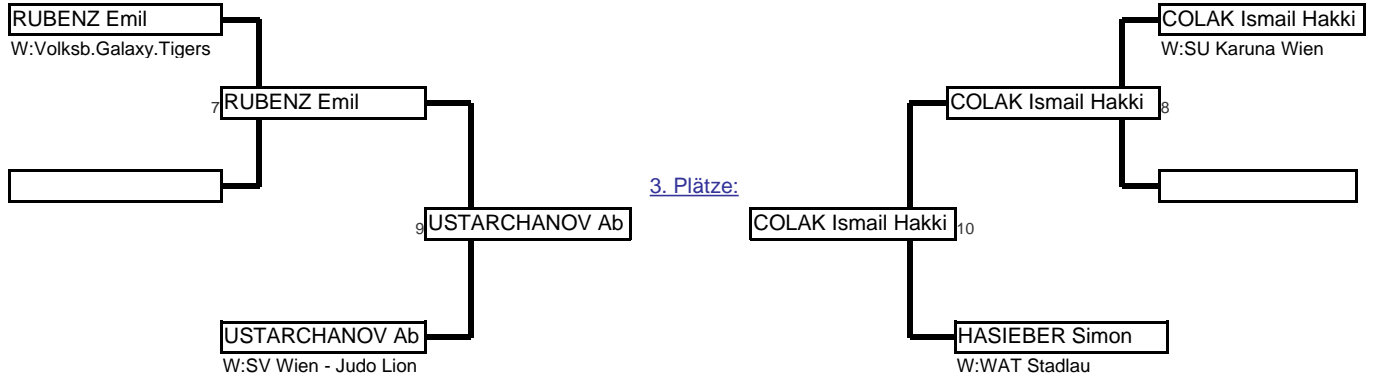 RUBENZ Emil
W:Volksb.Galaxy.Tigers
COLAK Ismail Hakki
W:SU Karuna Wien
7 RUBENZ Emil
COLAK Ismail Hakki 8
3. Plätze:
9 USTARCHANOV Ab
COLAK Ismail Hakki 10
USTARCHANOV Ab
W:SV Wien - Judo Lion
HASIEBER Simon
W:WAT Stadlau